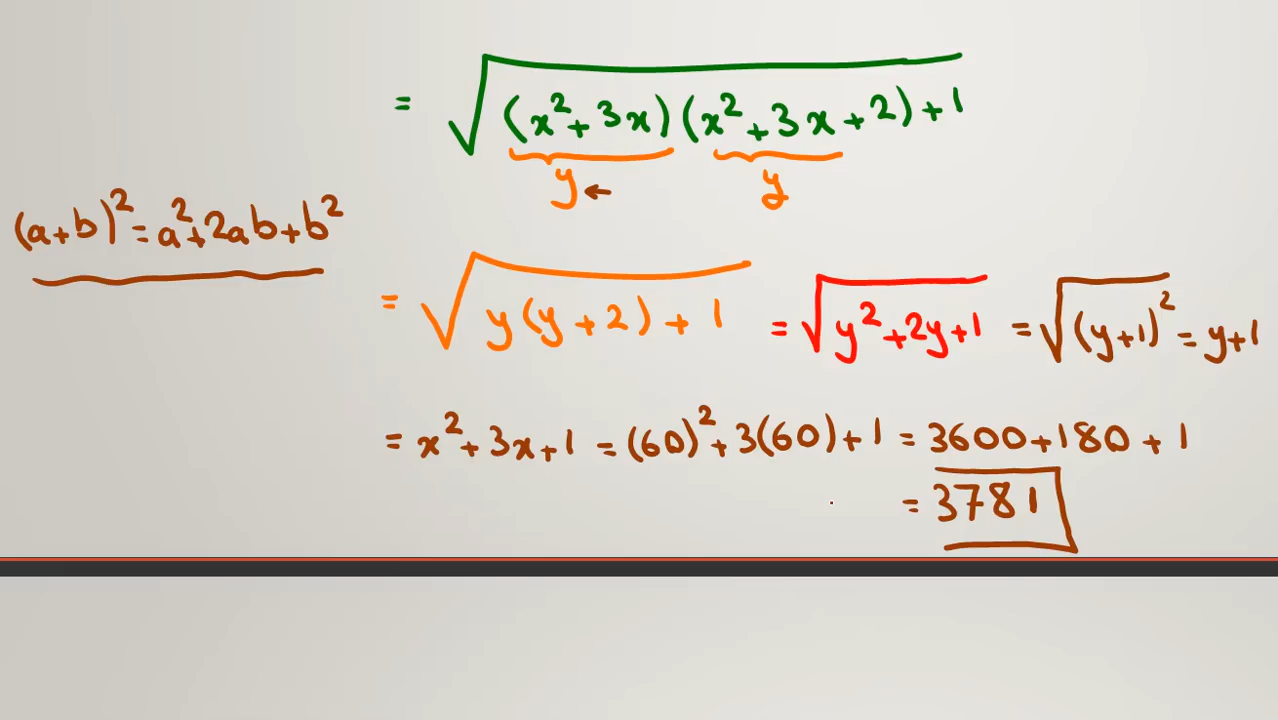 = √(x²+3x)(x²+3x+2)+1
y ← y
(a+b)²=a²+2ab+b²
= √y(y+2)+1 = √y²+2y+1 = √(y+1)² = y+1
= x²+3x+1 = (60)²+3(60)+1 = 3600+180+1
= 3781